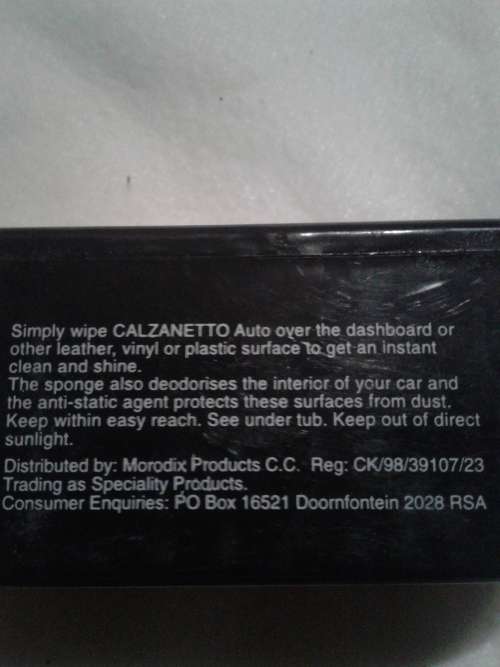 Simply wipe CALZANETTO Auto over the dashboard or
other leather, vinyl or plastic surface to get an instant
clean and shine.
The sponge also deodorises the interior of your car and
the anti-static agent protects these surfaces from dust.
Keep within easy reach. See under tub. Keep out of direct
sunlight.
Distributed by: Morodix Products C.C. Reg: CK/98/39107/23
Trading as Speciality Products.
Consumer Enquiries: PO Box 16521 Doornfontein 2028 RSA